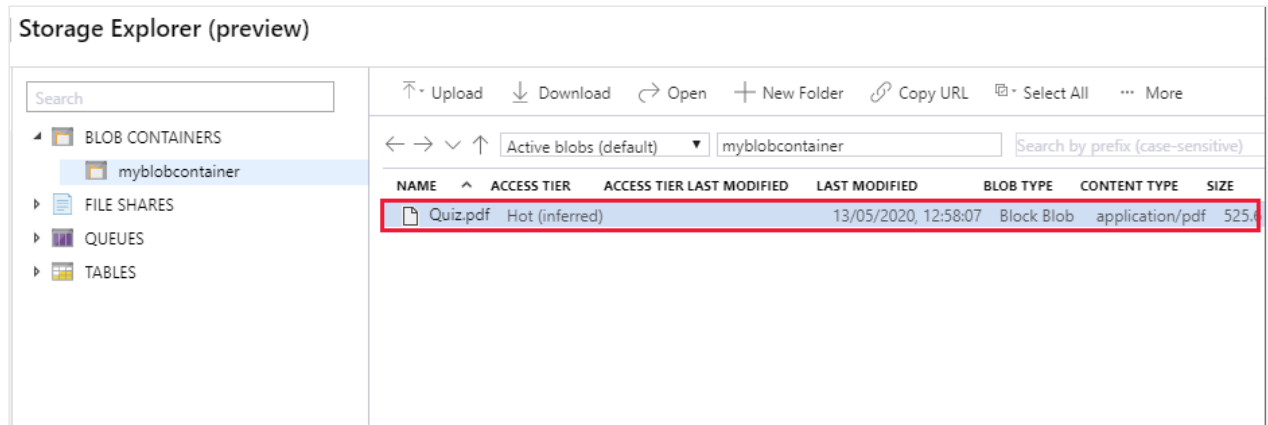 Storage Explorer (preview)
Search
BLOB CONTAINERS
myblobcontainer
FILE SHARES
QUEUES
TABLES
Upload Download Open New Folder Copy URL Select All ... More
Active blobs (default) myblobcontainer Search by prefix (case-sensitive)
NAME ACCESS TIER ACCESS TIER LAST MODIFIED LAST MODIFIED BLOB TYPE CONTENT TYPE SIZE
Quiz.pdf Hot (inferred) 13/05/2020, 12:58:07 Block Blob application/pdf 525.6